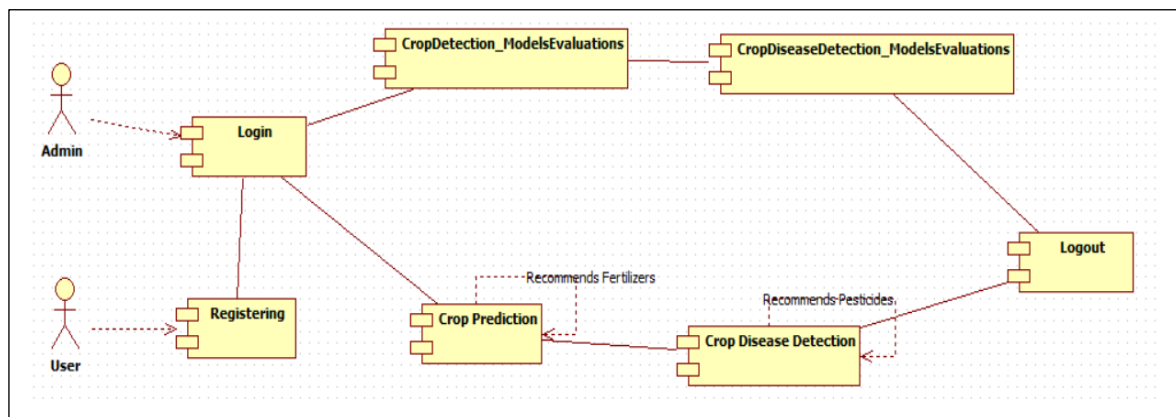 CropDetection_ModelsEvaluations
CropDiseaseDetection_ModelsEvaluations
Login
Admin
Logout
Recommends Fertilizers
Recommends Pesticides
Registering
Crop Prediction
Crop Disease Detection
User